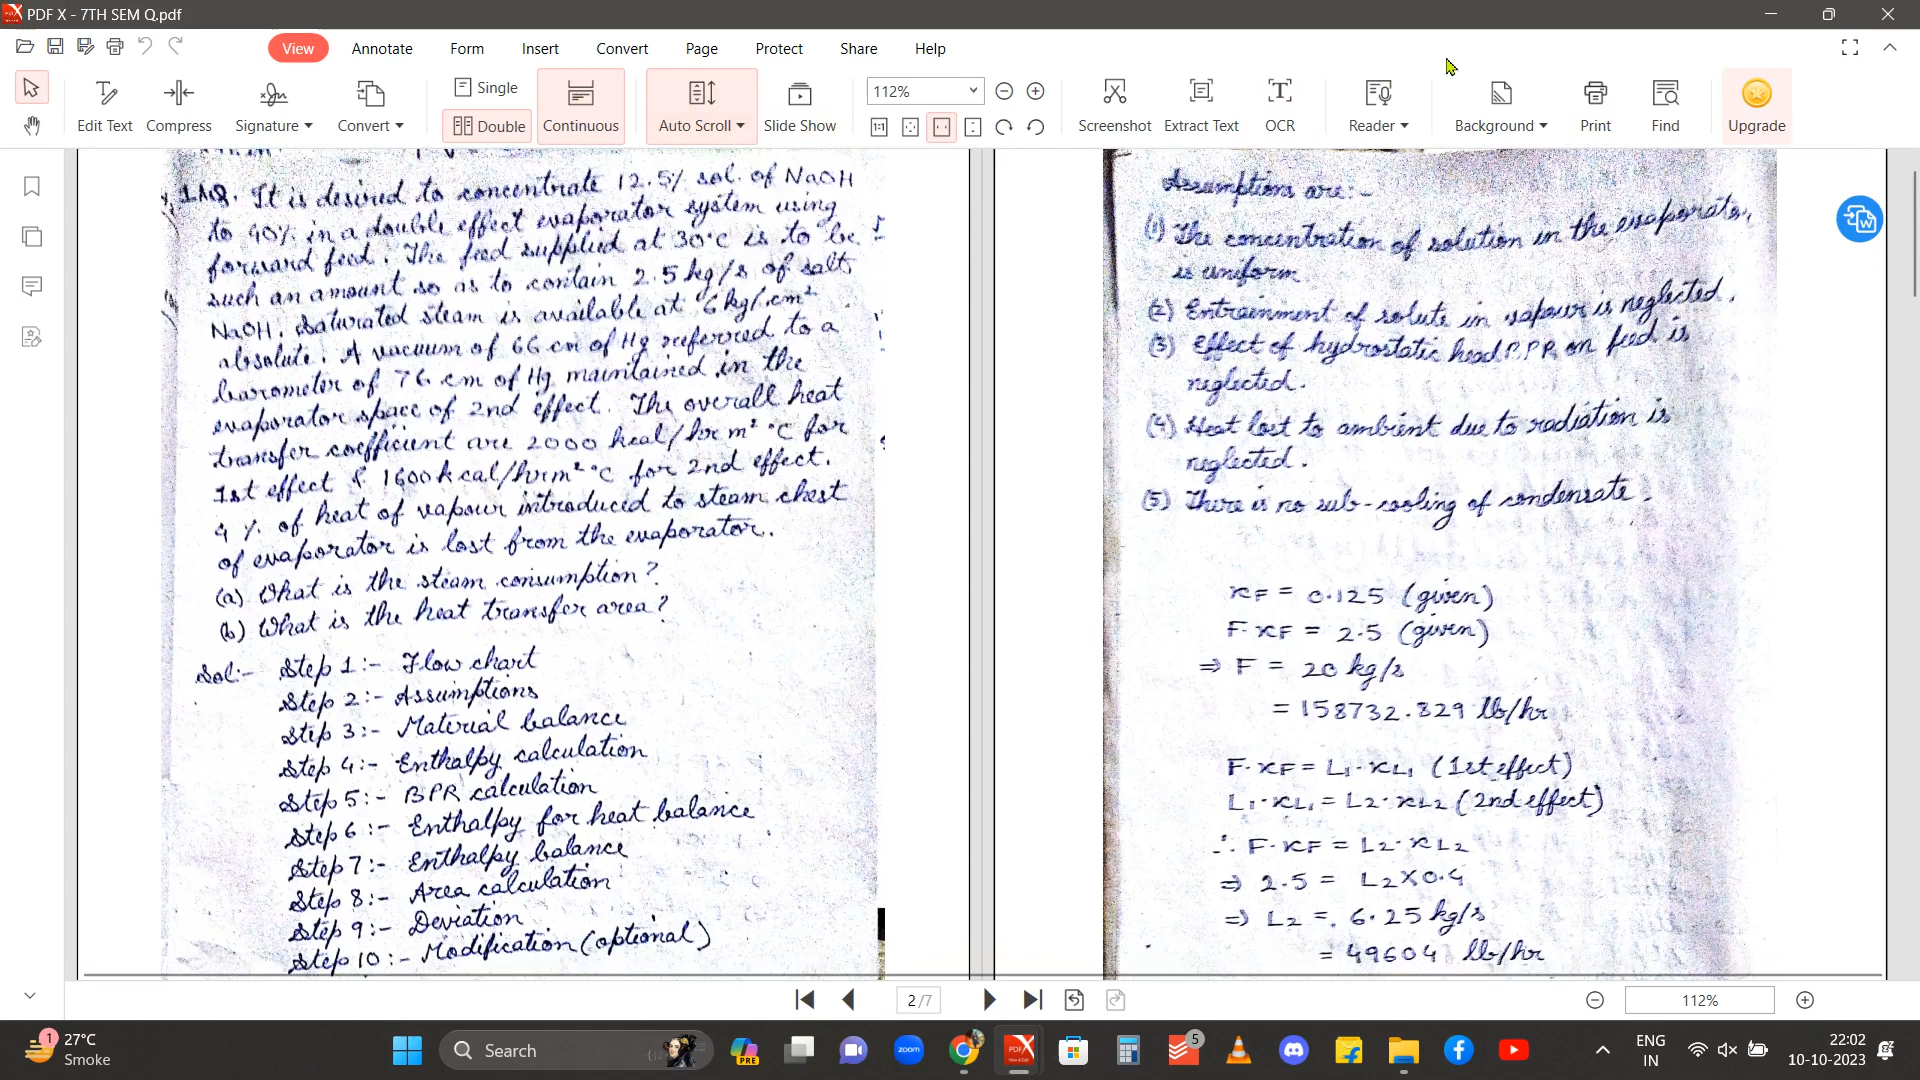 PDF X - 7TH SEM Q.pdf
View Annotate Form Insert Convert Page Protect Share Help
Edit Text Compress Signature Convert Single Double Continuous Auto Scroll Slide Show 112% Screenshot Extract Text OCR Reader Background Print Find Upgrade
1Aq. It is desired to concentrate 12.5% sol. of NaOH
to 40% in a double effect evaporator system using
forward feed. The feed supplied at 30°C is to be
such an amount so as to contain 2.5 kg/s of salt
NaOH. Saturated steam is available at 6 kg/cm²
absolute. A vacuum of 66 cm of Hg referred to a
barometer of 76 cm of Hg maintained in the
evaporator space of 2nd effect. The overall heat
transfer coefficient are 2000 kcal/hr m² °C for
1st effect & 1600 kcal/hr m² °C for 2nd effect.
4 % of heat of vapour introduced to steam chest
of evaporator is lost from the evaporator.
(a) What is the steam consumption?
(b) What is the heat transfer area?
Sol:- Step 1:- Flow chart
Step 2:- Assumptions
Step 3:- Material balance
Step 4:- Enthalpy calculation
Step 5:- BPR calculation
Step 6:- Enthalpy for heat balance
Step 7:- Enthalpy balance
Step 8:- Area calculation
Step 9:- Deviation
Step 10:- Modification (optional)
Assumptions are:-
(1) The concentration of solution in the evaporator,
is uniform
(2) Entrainment of solute in vapour is neglected.
(3) Effect of hydrostatic head B.P.R on feed is
neglected.
(4) Heat lost to ambient due to radiation is
neglected.
(5) There is no sub-cooling of condensate.
xF = 0.125 (given)
F.xF = 2.5 (given)
⇒ F = 20 kg/s
= 158732.829 lb/hr
F.xF = L1.xL1 (1st effect)
L1.xL1 = L2.xL2 (2nd effect)
∴ F.xF = L2.xL2
⇒ 2.5 = L2×0.4
⇒ L2 = 6.25 kg/s
= 49604 lb/hr
2 /7
112%
1 27°C
Smoke
Search
PRE
zoom
PDFX
5
ENG
IN
22:02
10-10-2023